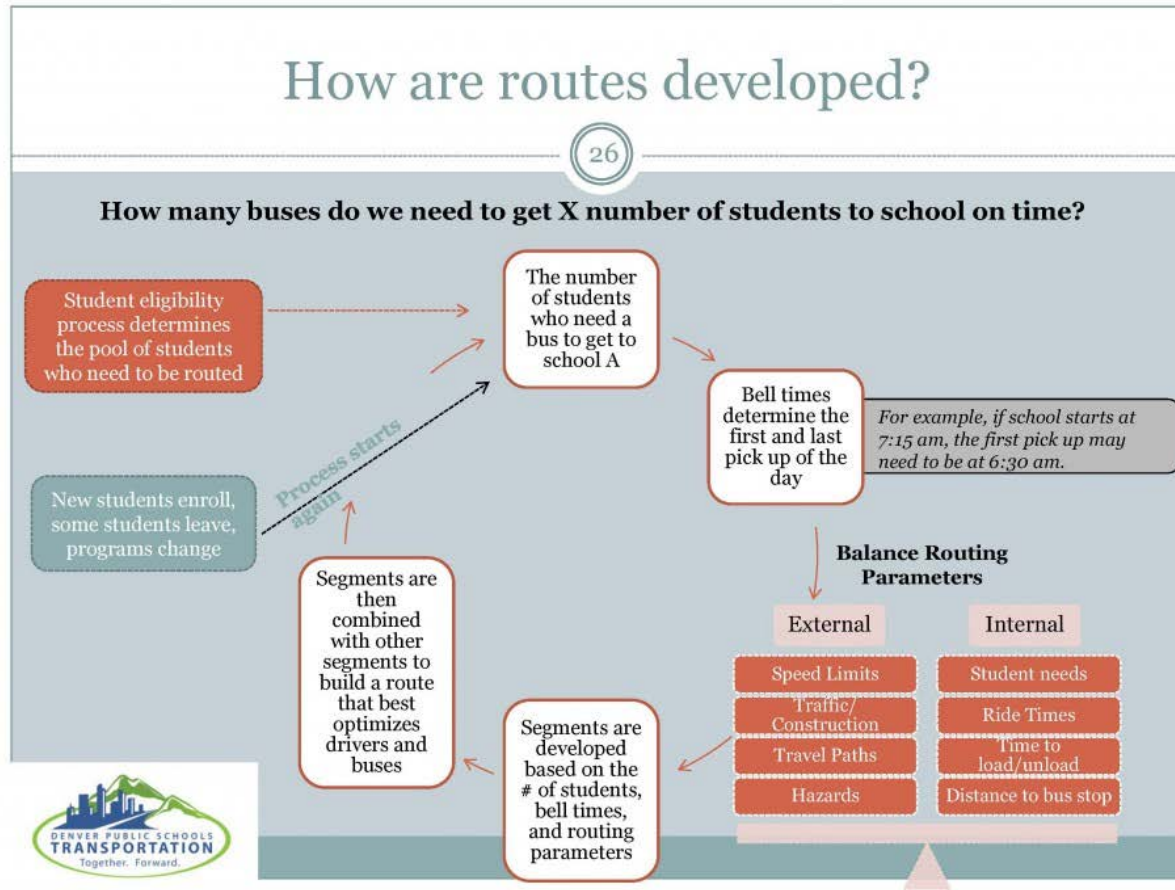 How are routes developed?
26
How many buses do we need to get X number of students to school on time?
Student eligibility
process determines
the pool of students
who need to be routed
The number
of students
who need a
bus to get to
school A
Bell times
determine the
first and last
pick up of the
day
For example, if school starts at
7:15 am, the first pick up may
need to be at 6:30 am.
New students enroll,
some students leave,
programs change
Process starts
again
Balance Routing
Parameters
External
Speed Limits
Traffic/
Construction
Travel Paths
Hazards
Internal
Student needs
Ride Times
Time to
load/unload
Distance to bus stop
Segments are
developed
based on the
# of students,
bell times,
and routing
parameters
Segments are
then
combined
with other
segments to
build a route
that best
optimizes
drivers and
buses
DENVER PUBLIC SCHOOLS
TRANSPORTATION
Together. Forward.